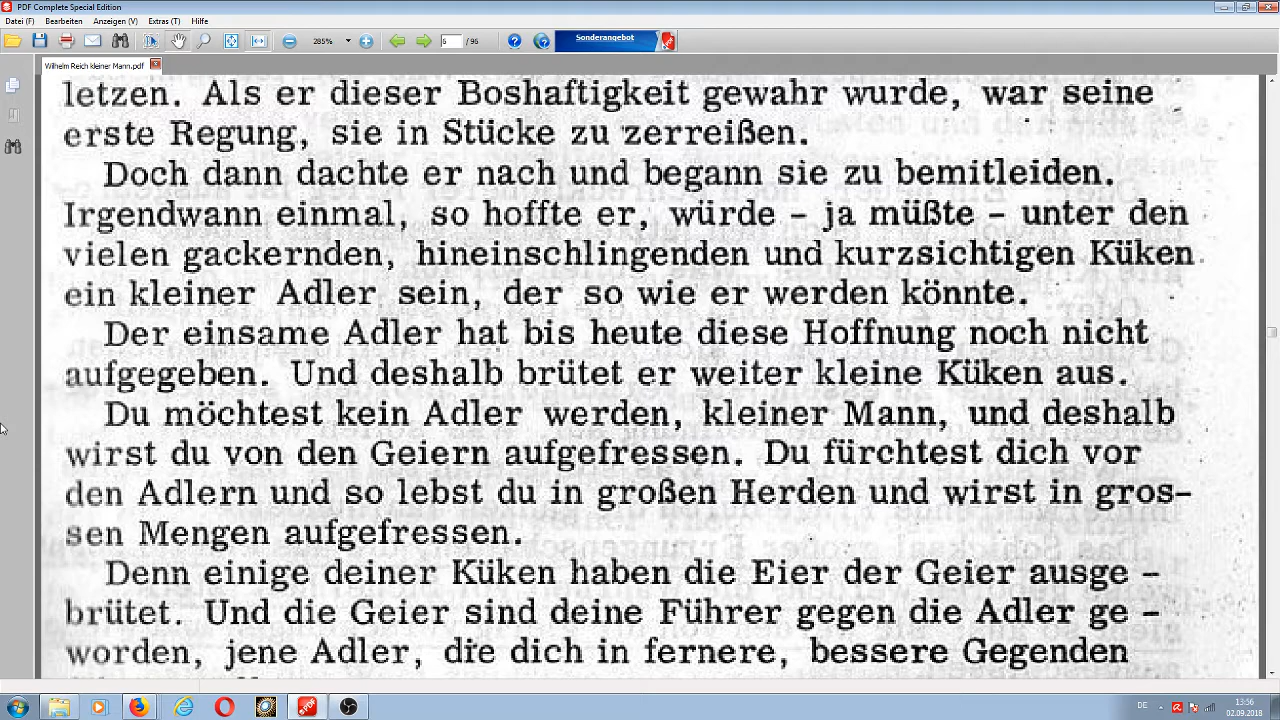 PDF Complete Special Edition
Datei (F) Bearbeiten Anzeigen (V) Extras (T) Hilfe
285% 5 / 95 Sonderangebot
Wilhelm Reich kleiner Mann.pdf
letzen. Als er dieser Boshaftigkeit gewahr wurde, war seine
erste Regung, sie in Stücke zu zerreißen.
Doch dann dachte er nach und begann sie zu bemitleiden.
Irgendwann einmal, so hoffte er, würde – ja müßte – unter den
vielen gackernden, hineinschlingenden und kurzsichtigen Küken
ein kleiner Adler sein, der so wie er werden könnte.
Der einsame Adler hat bis heute diese Hoffnung noch nicht
aufgegeben. Und deshalb brütet er weiter kleine Küken aus.
Du möchtest kein Adler werden, kleiner Mann, und deshalb
wirst du von den Geiern aufgefressen. Du fürchtest dich vor
den Adlern und so lebst du in großen Herden und wirst in gros-
sen Mengen aufgefressen.
Denn einige deiner Küken haben die Eier der Geier ausge -
brütet. Und die Geier sind deine Führer gegen die Adler ge -
worden, jene Adler, die dich in fernere, bessere Gegenden
DE 13:56
02.09.2018